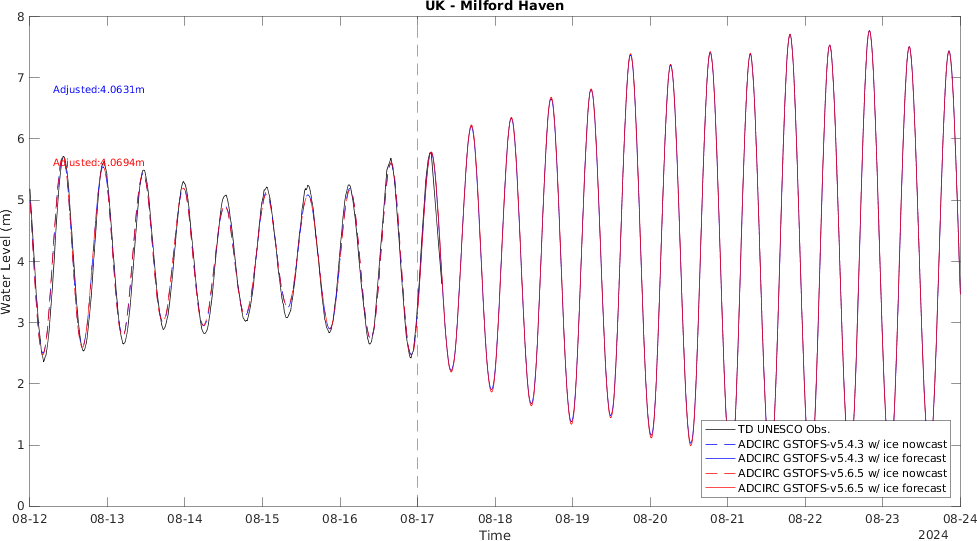 UK - Milford Haven
8
7
6
5
4
3
2
1
0
Water Level (m)
Adjusted:4.0631m
Adjusted:4.0694m
TD UNESCO Obs.
ADCIRC GSTOFS-v5.4.3 w/ ice nowcast
ADCIRC GSTOFS-v5.4.3 w/ ice forecast
ADCIRC GSTOFS-v5.6.5 w/ ice nowcast
ADCIRC GSTOFS-v5.6.5 w/ ice forecast
08-12 08-13 08-14 08-15 08-16 08-17 08-18 08-19 08-20 08-21 08-22 08-23 08-24
Time
2024